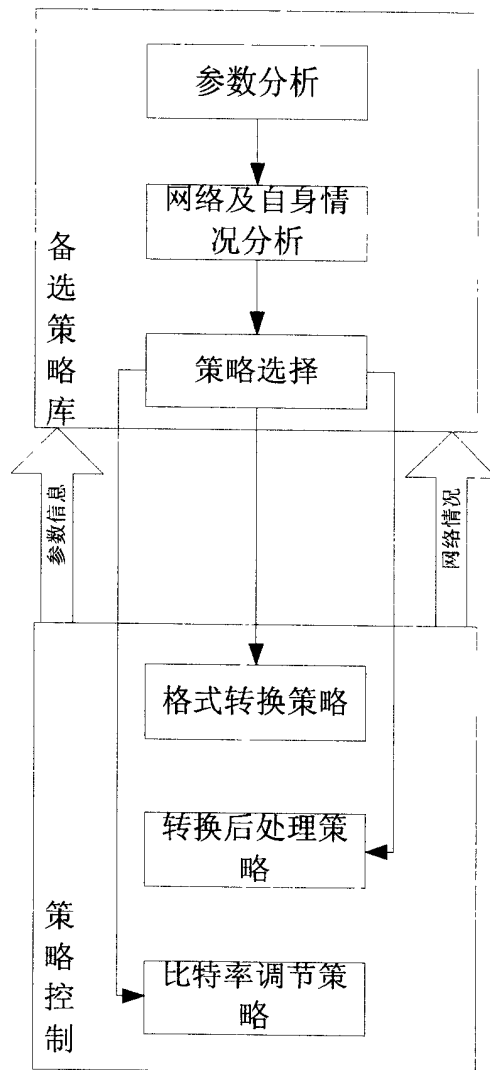 参数分析
网络及自身情
况分析
策略选择
备选策略库
参数信息
网络情况
格式转换策略
转换后处理策
略
比特率调节策
略
策略控制